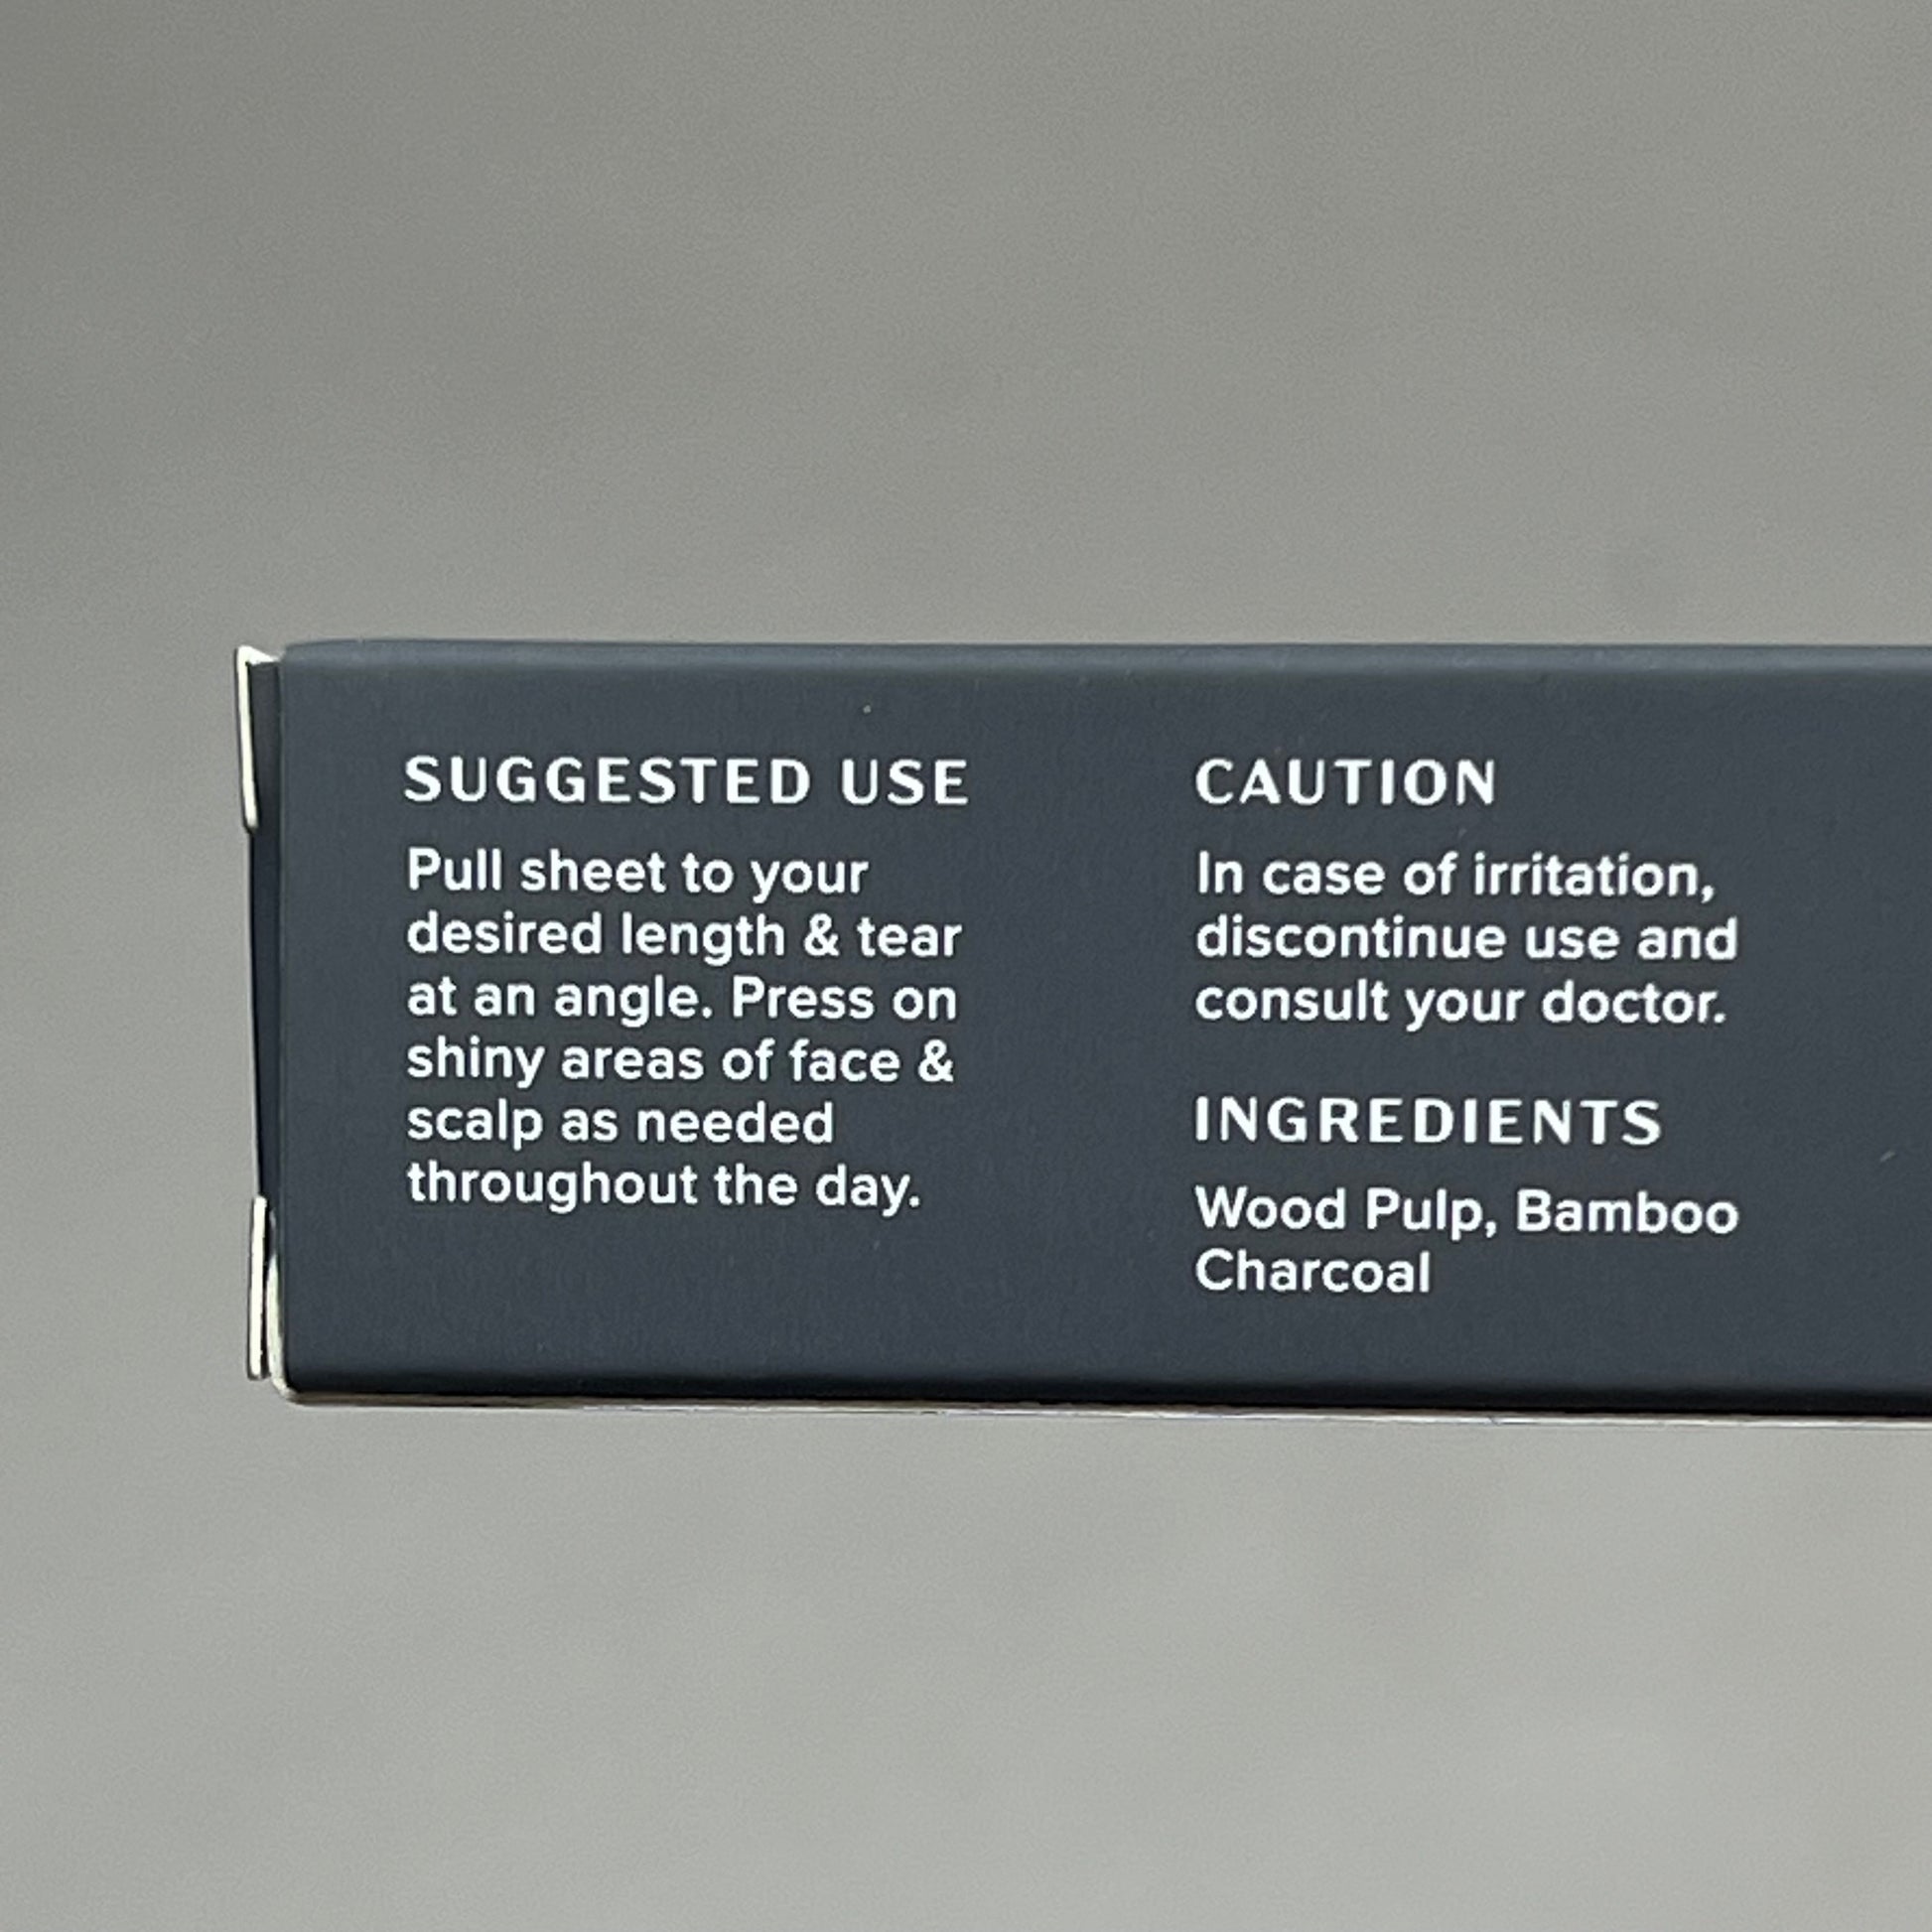 SUGGESTED USE
Pull sheet to your
desired length & tear
at an angle. Press on
shiny areas of face &
scalp as needed
throughout the day.
CAUTION
In case of irritation,
discontinue use and
consult your doctor.
INGREDIENTS
Wood Pulp, Bamboo
Charcoal